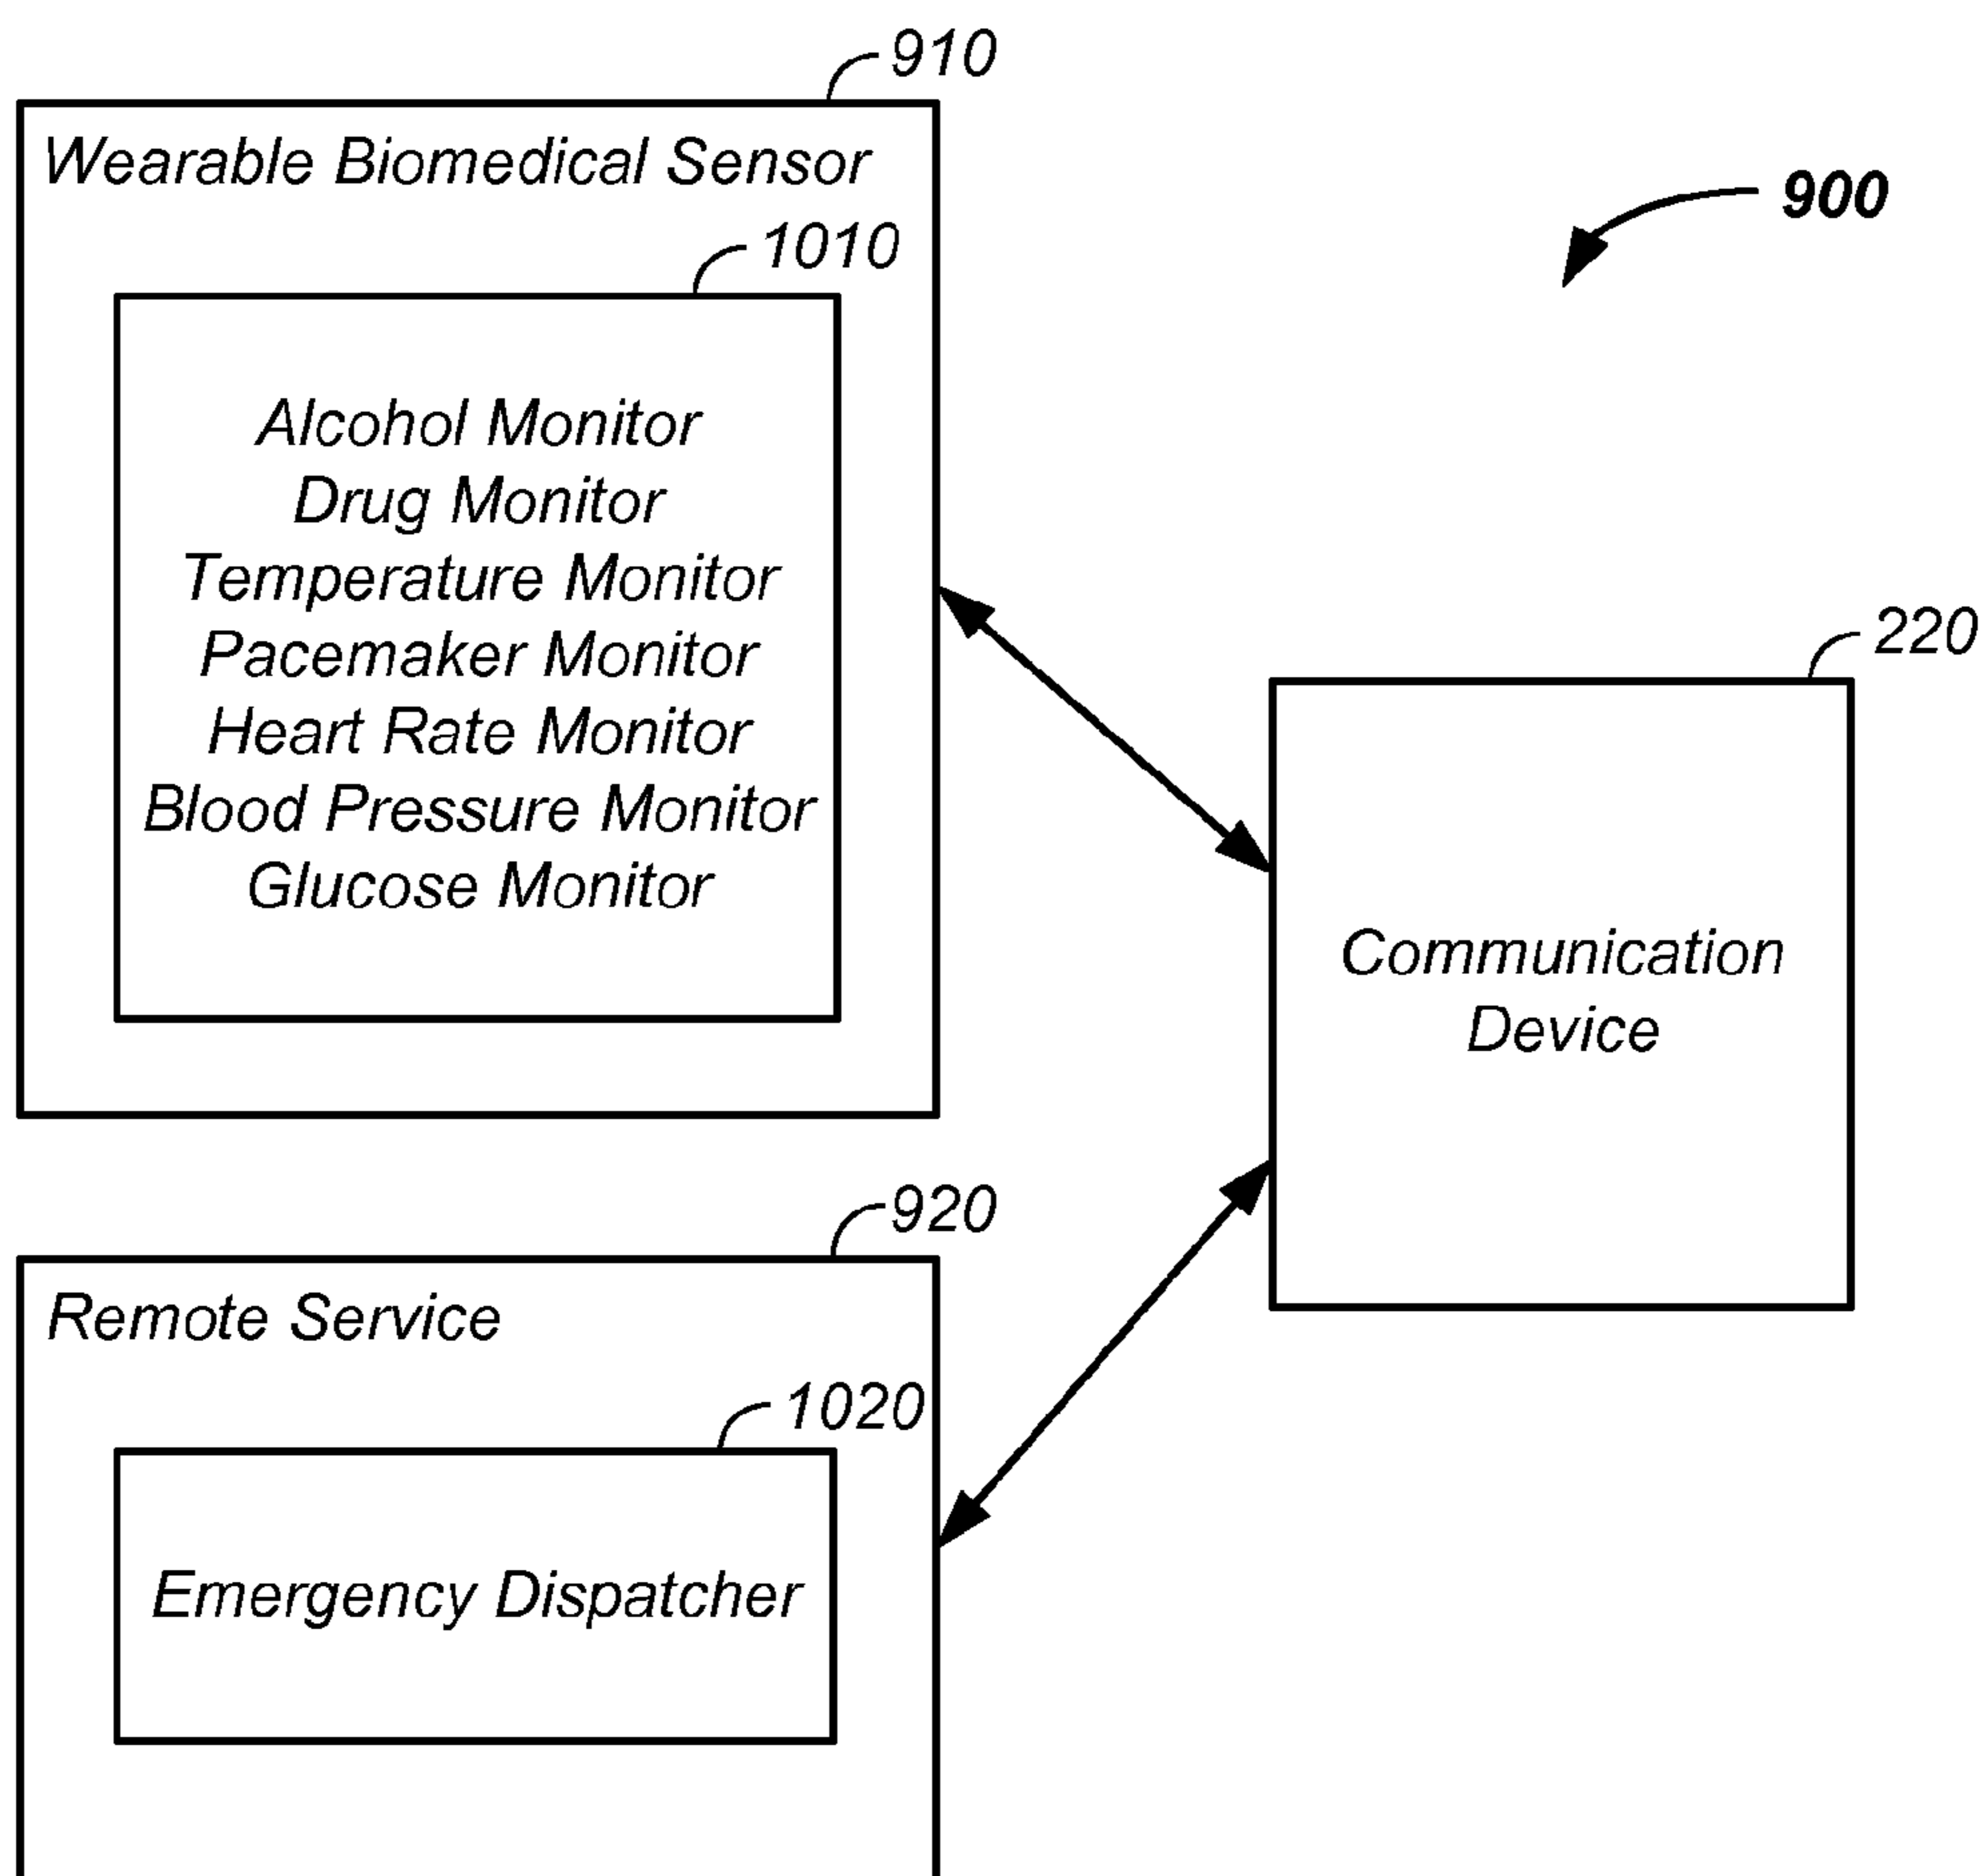 910
Wearable Biomedical Sensor
900
1010
Alcohol Monitor
Drug Monitor
Temperature Monitor
Pacemaker Monitor
Heart Rate Monitor
Blood Pressure Monitor
Glucose Monitor
220
Communication
Device
920
Remote Service
1020
Emergency Dispatcher